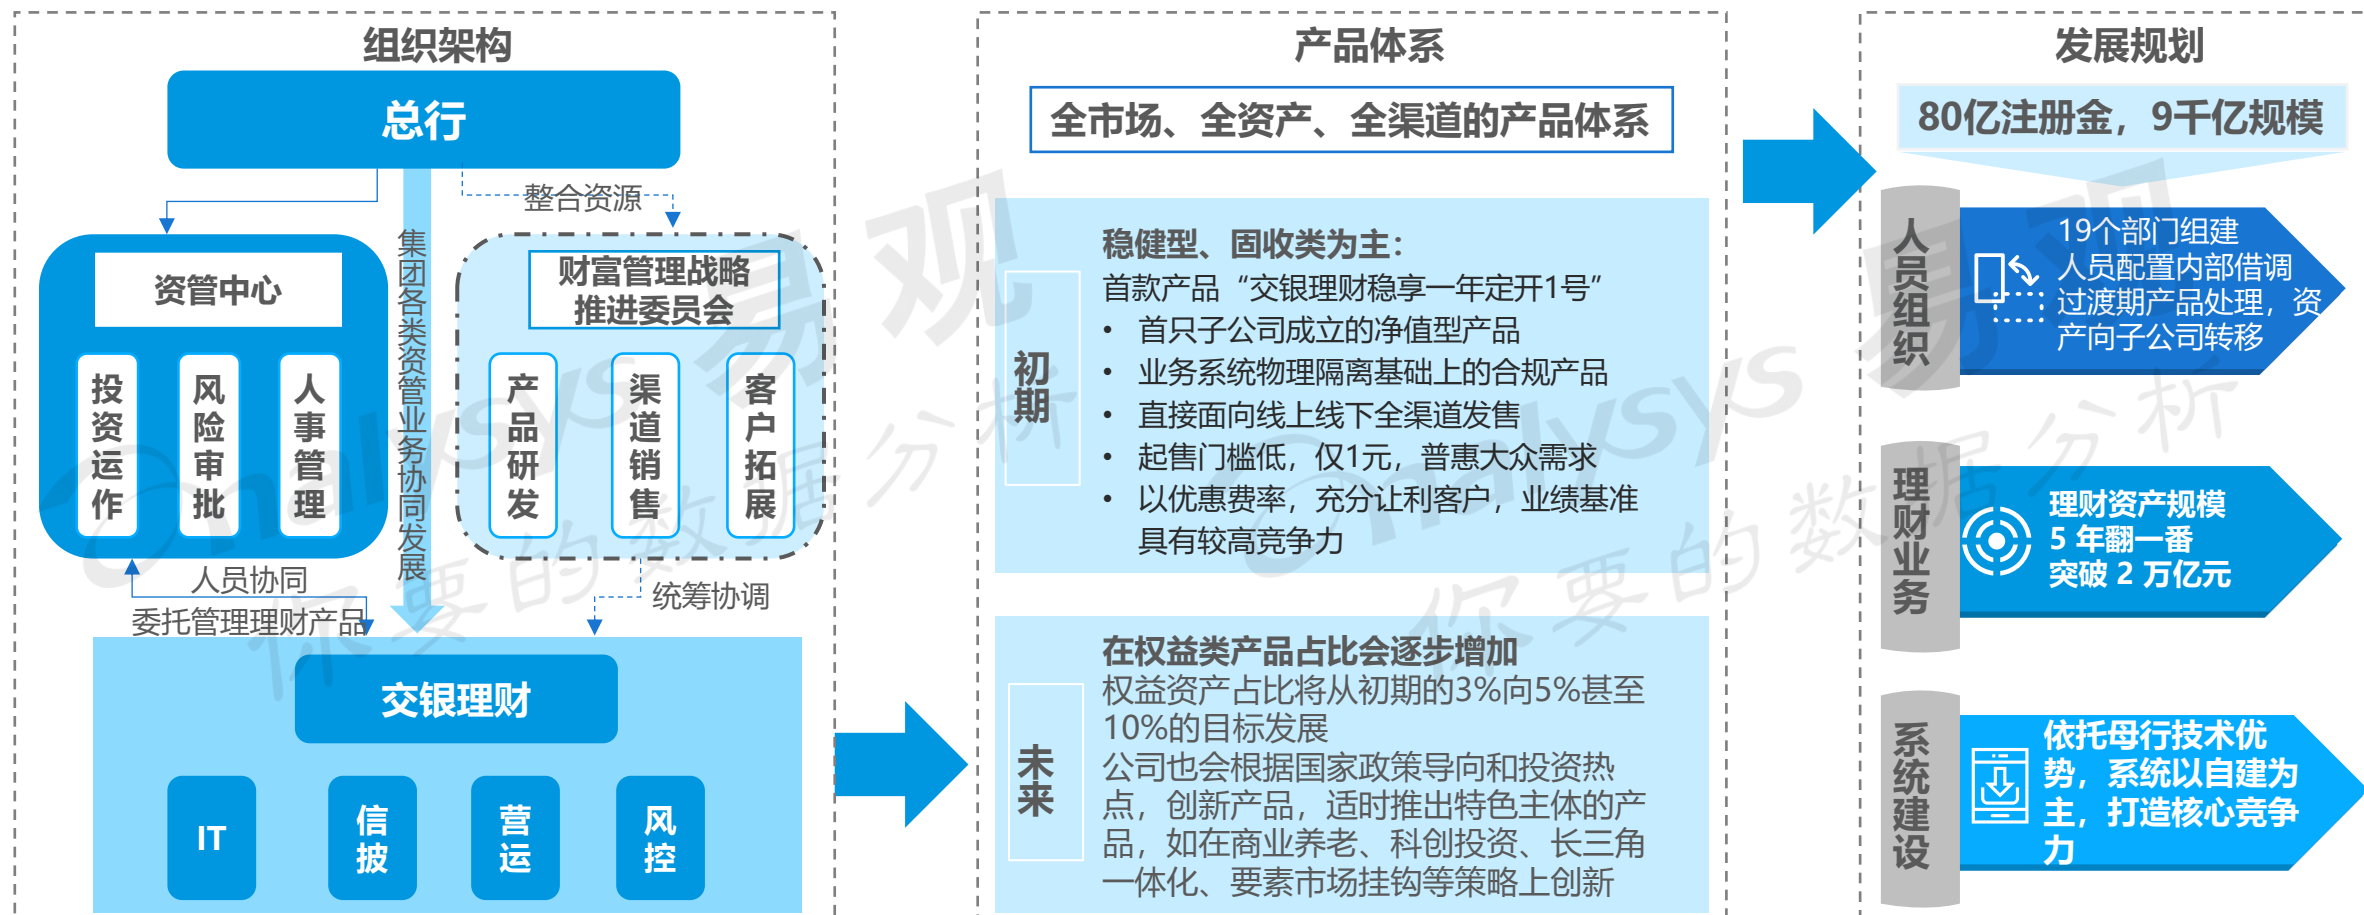 组织架构
总行
整合资源
集团各类资管业务协同发展
资管中心
投资运作
风险审批
人事管理
财富管理战略
推进委员会
产品研发
渠道销售
客户拓展
人员协同
委托管理理财产品
统筹协调
交银理财
IT
信披
营运
风控
产品体系
全市场、全资产、全渠道的产品体系
初期
稳健型、固收类为主：
首款产品“交银理财稳享一年定开1号”
• 首只子公司成立的净值型产品
• 业务系统物理隔离基础上的合规产品
• 直接面向线上线下全渠道发售
• 起售门槛低，仅1元，普惠大众需求
• 以优惠费率，充分让利客户，业绩基准
具有较高竞争力
未来
在权益类产品占比会逐步增加
权益资产占比将从初期的3%向5%甚至
10%的目标发展
公司也会根据国家政策导向和投资热
点，创新产品，适时推出特色主体的产
品，如在商业养老、科创投资、长三角
一体化、要素市场挂钩等策略上创新
发展规划
80亿注册金，9千亿规模
人员组织
19个部门组建
人员配置内部借调
过渡期产品处理，资
产向子公司转移
理财业务
理财资产规模
5 年翻一番
突破 2 万亿元
系统建设
依托母行技术优
势，系统以自建为
主，打造核心竞争
力
analysys 易观
你要的数据分析
analysys 易观
你要的数据分析